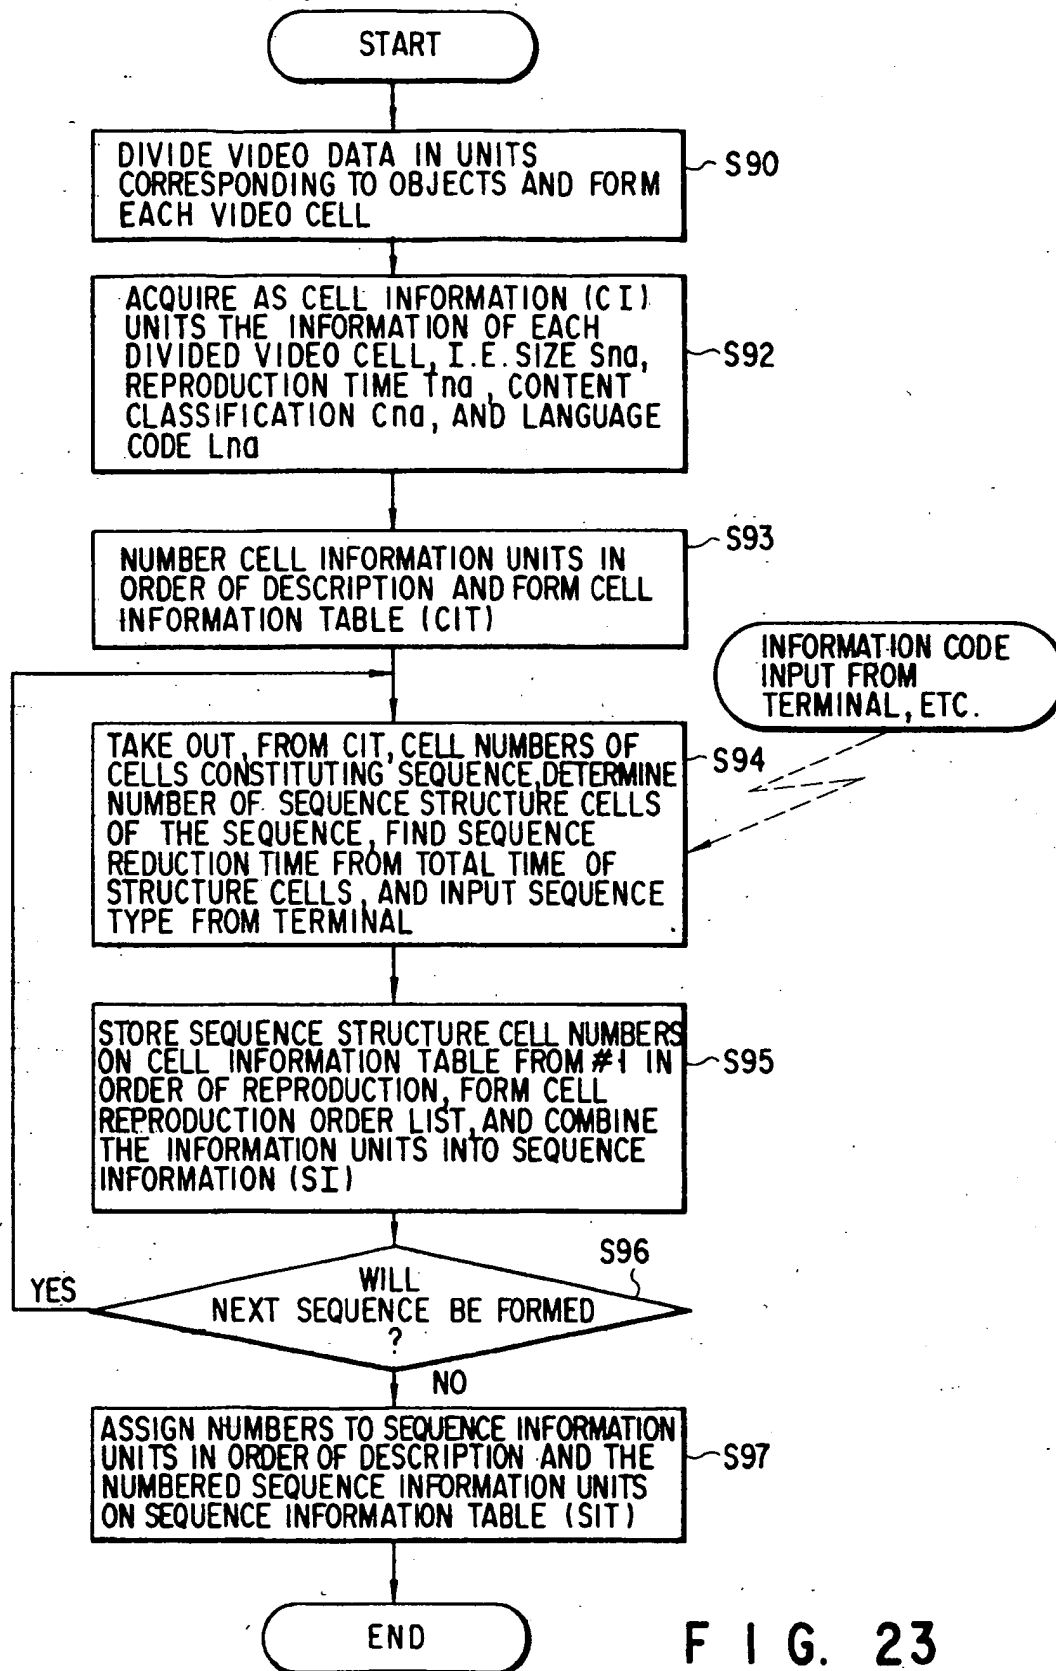 START
DIVIDE VIDEO DATA IN UNITS
CORRESPONDING TO OBJECTS AND FORM
EACH VIDEO CELL
S90
ACQUIRE AS CELL INFORMATION (CI)
UNITS THE INFORMATION OF EACH
DIVIDED VIDEO CELL, I.E. SIZE Sna,
REPRODUCTION TIME Tna, CONTENT
CLASSIFICATION Cna, AND LANGUAGE
CODE Lna
S92
NUMBER CELL INFORMATION UNITS IN
ORDER OF DESCRIPTION AND FORM CELL
INFORMATION TABLE (CIT)
S93
INFORMATION CODE
INPUT FROM
TERMINAL, ETC.
TAKE OUT, FROM CIT, CELL NUMBERS OF
CELLS CONSTITUTING SEQUENCE, DETERMINE
NUMBER OF SEQUENCE STRUCTURE CELLS
OF THE SEQUENCE, FIND SEQUENCE
REDUCTION TIME FROM TOTAL TIME OF
STRUCTURE CELLS, AND INPUT SEQUENCE
TYPE FROM TERMINAL
S94
STORE SEQUENCE STRUCTURE CELL NUMBERS
ON CELL INFORMATION TABLE FROM #1 IN
ORDER OF REPRODUCTION, FORM CELL
REPRODUCTION ORDER LIST, AND COMBINE
THE INFORMATION UNITS INTO SEQUENCE
INFORMATION (SI)
S95
S96
WILL
NEXT SEQUENCE BE FORMED
?
YES
NO
ASSIGN NUMBERS TO SEQUENCE INFORMATION
UNITS IN ORDER OF DESCRIPTION AND THE
NUMBERED SEQUENCE INFORMATION UNITS
ON SEQUENCE INFORMATION TABLE (SIT)
S97
END
FIG. 23